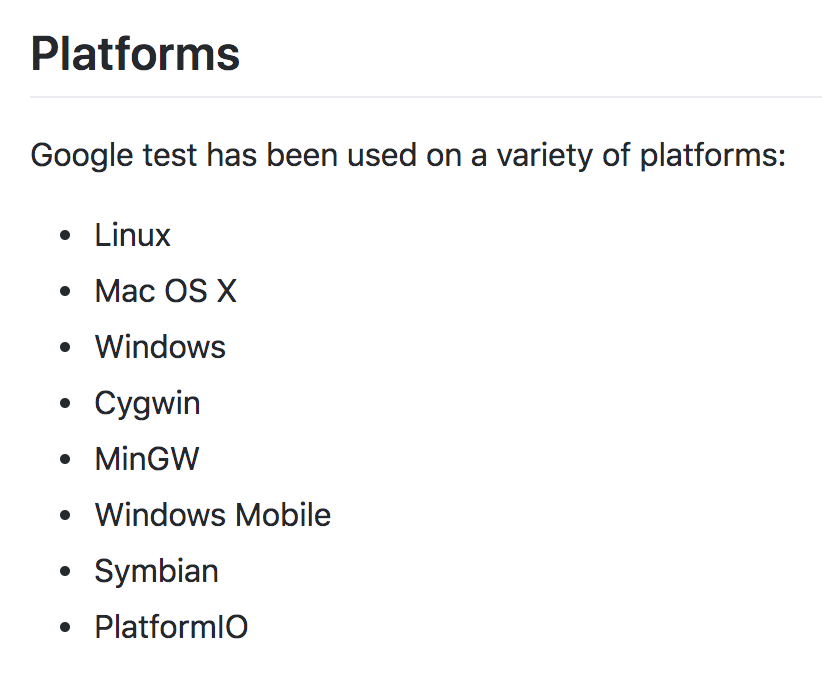 Platforms
Google test has been used on a variety of platforms:
• Linux
• Mac OS X
• Windows
• Cygwin
• MinGW
• Windows Mobile
• Symbian
• PlatformIO